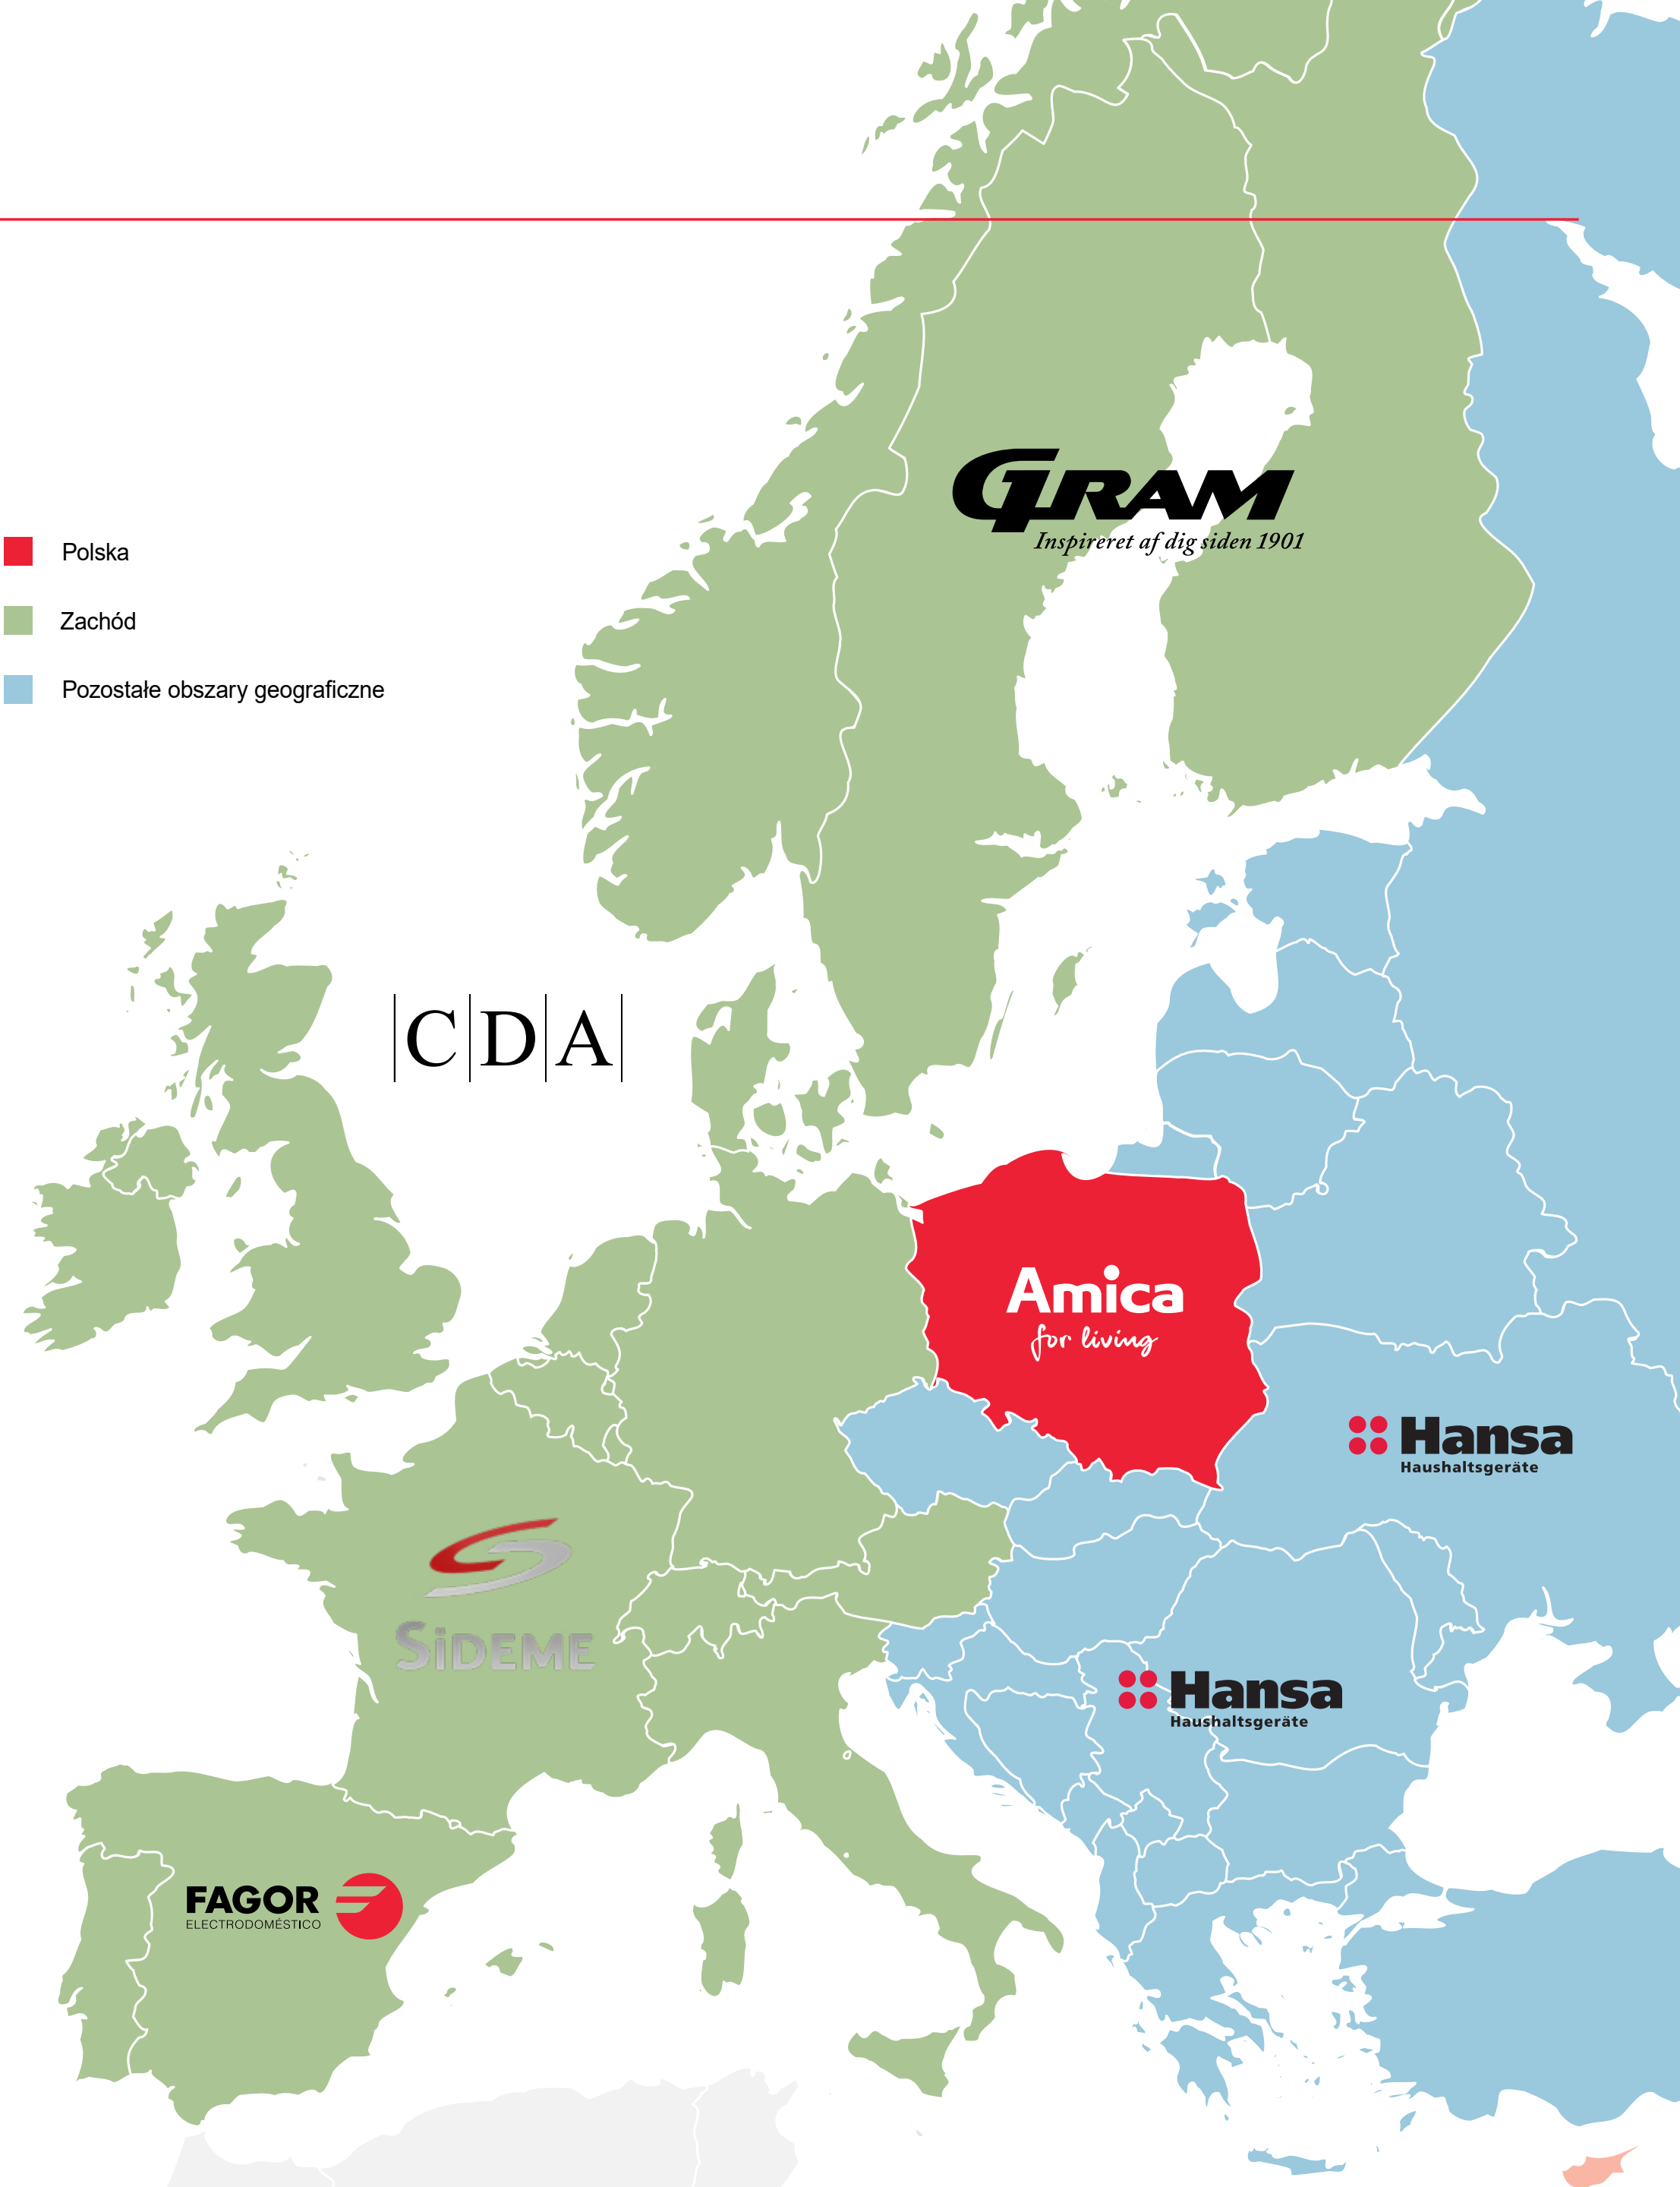 GRAM
Inspireret af dig siden 1901
Polska
Zachód
Pozostałe obszary geograficzne
CDA
Amica
for living
Hansa
Haushaltsgeräte
SiDEME
Hansa
Haushaltsgeräte
FAGOR
ELECTRODOMÉSTICO